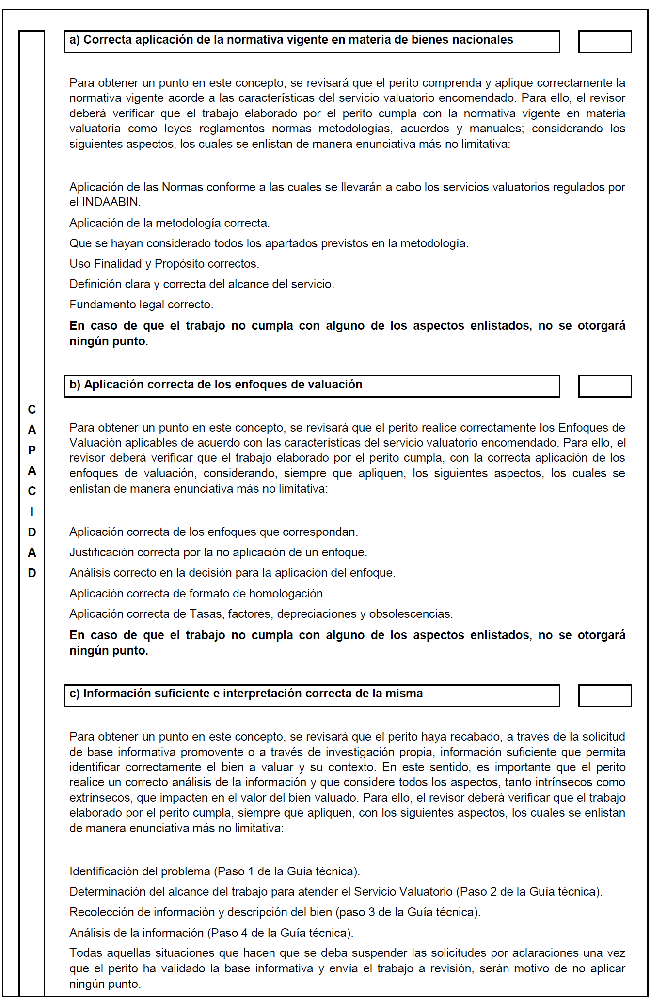 a) Correcta aplicación de la normativa vigente en materia de bienes nacionales
Para obtener un punto en este concepto, se revisará que el perito comprenda y aplique correctamente la
normativa vigente acorde a las características del servicio valuatorio encomendado. Para ello, el revisor
deberá verificar que el trabajo elaborado por el perito cumpla con la normativa vigente en materia
valuatoria como leyes reglamentos normas metodologías, acuerdos y manuales; considerando los
siguientes aspectos, los cuales se enlistan de manera enunciativa más no limitativa:
Aplicación de las Normas conforme a las cuales se llevarán a cabo los servicios valuatorios regulados por
el INDAABIN.
Aplicación de la metodología correcta.
Que se hayan considerado todos los apartados previstos en la metodología.
Uso Finalidad y Propósito correctos.
Definición clara y correcta del alcance del servicio.
Fundamento legal correcto.
En caso de que el trabajo no cumpla con alguno de los aspectos enlistados, no se otorgará
ningún punto.
b) Aplicación correcta de los enfoques de valuación
C
A
P
A
C
I
D
A
D
Para obtener un punto en este concepto, se revisará que el perito realice correctamente los Enfoques de
Valuación aplicables de acuerdo con las características del servicio valuatorio encomendado. Para ello, el
revisor deberá verificar que el trabajo elaborado por el perito cumpla, con la correcta aplicación de los
enfoques de valuación, considerando, siempre que apliquen, los siguientes aspectos, los cuales se
enlistan de manera enunciativa más no limitativa:
Aplicación correcta de los enfoques que correspondan.
Justificación correcta por la no aplicación de un enfoque.
Análisis correcto en la decisión para la aplicación del enfoque.
Aplicación correcta de formato de homologación.
Aplicación correcta de Tasas, factores, depreciaciones y obsolescencias.
En caso de que el trabajo no cumpla con alguno de los aspectos enlistados, no se otorgará
ningún punto.
c) Información suficiente e interpretación correcta de la misma
Para obtener un punto en este concepto, se revisará que el perito haya recabado, a través de la solicitud
de base informativa promovente o a través de investigación propia, información suficiente que permita
identificar correctamente el bien a valuar y su contexto. En este sentido, es importante que el perito
realice un correcto análisis de la información y que considere todos los aspectos, tanto intrínsecos como
extrínsecos, que impacten en el valor del bien valuado. Para ello, el revisor deberá verificar que el trabajo
elaborado por el perito cumpla, siempre que apliquen, con los siguientes aspectos, los cuales se enlistan
de manera enunciativa más no limitativa:
Identificación del problema (Paso 1 de la Guía técnica).
Determinación del alcance del trabajo para atender el Servicio Valuatorio (Paso 2 de la Guía técnica).
Recolección de información y descripción del bien (paso 3 de la Guía técnica).
Análisis de la información (Paso 4 de la Guía técnica).
Todas aquellas situaciones que hacen que se deba suspender las solicitudes por aclaraciones una vez
que el perito ha validado la base informativa y envía el trabajo a revisión, serán motivo de no aplicar
ningún punto.